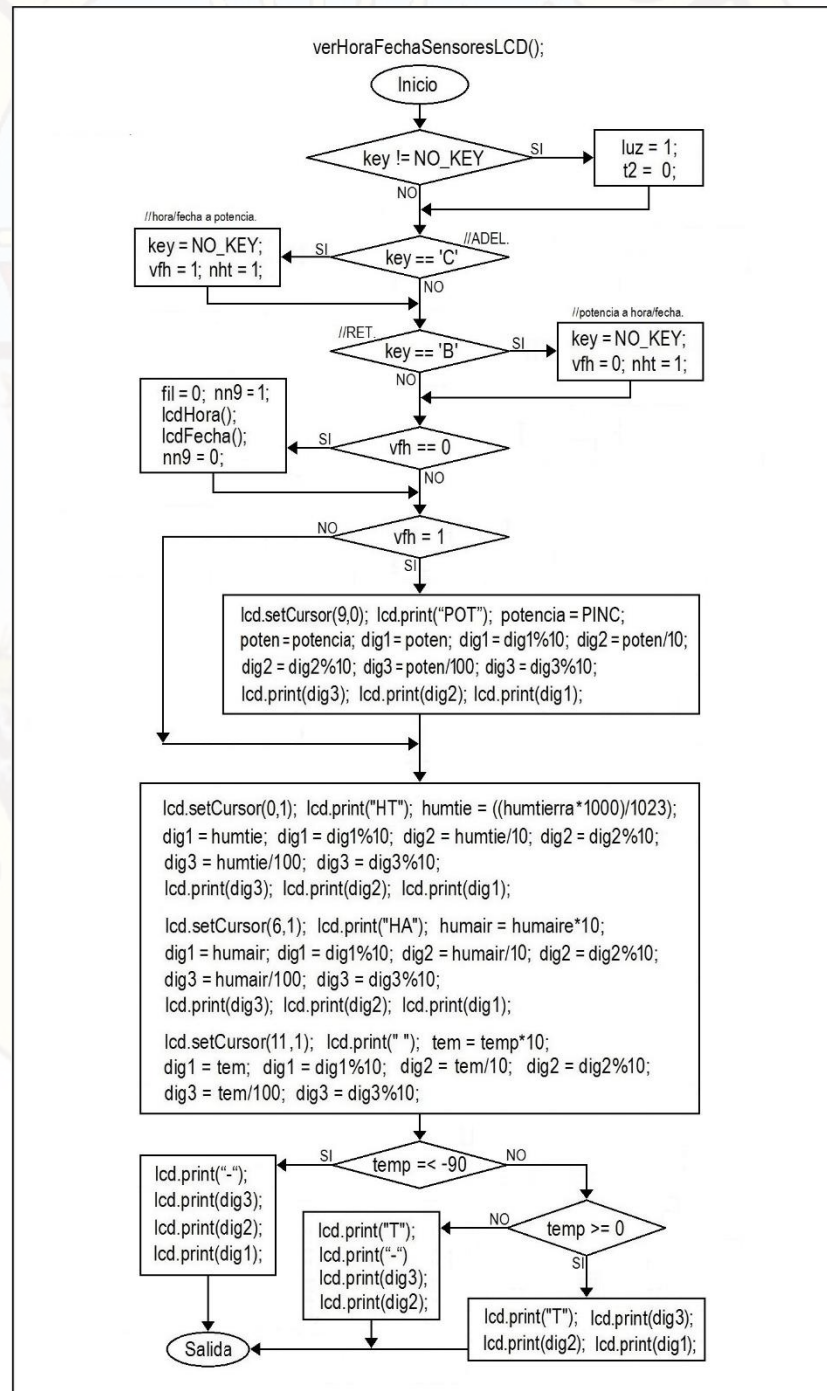 verHoraFechaSensoresLCD();
Inicio
key != NO_KEY
SI
luz = 1;
t2 = 0;
NO
//hora/fecha a potencia.
key = NO_KEY;
vfh = 1; nht = 1;
SI
key == 'C'
//ADEL.
NO
//RET.
key == 'B'
SI
//potencia a hora/fecha.
key = NO_KEY;
vfh = 0; nht = 1;
NO
fil = 0; nn9 = 1;
lcdHora();
lcdFecha();
nn9 = 0;
SI
vfh == 0
NO
NO
vfh = 1
SI
lcd.setCursor(9,0); lcd.print(“POT”); potencia = PINC;
poten = potencia; dig1 = poten; dig1 = dig1%10; dig2 = poten/10;
dig2 = dig2%10; dig3 = poten/100; dig3 = dig3%10;
lcd.print(dig3); lcd.print(dig2); lcd.print(dig1);
lcd.setCursor(0,1); lcd.print("HT"); humtie = ((humtierra*1000)/1023);
dig1 = humtie; dig1 = dig1%10; dig2 = humtie/10; dig2 = dig2%10;
dig3 = humtie/100; dig3 = dig3%10;
lcd.print(dig3); lcd.print(dig2); lcd.print(dig1);
lcd.setCursor(6,1); lcd.print("HA"); humair = humaire*10;
dig1 = humair; dig1 = dig1%10; dig2 = humair/10; dig2 = dig2%10;
dig3 = humair/100; dig3 = dig3%10;
lcd.print(dig3); lcd.print(dig2); lcd.print(dig1);
lcd.setCursor(11,1); lcd.print(" "); tem = temp*10;
dig1 = tem; dig1 = dig1%10; dig2 = tem/10; dig2 = dig2%10;
dig3 = tem/100; dig3 = dig3%10;
SI
temp =< -90
NO
lcd.print(“-“);
lcd.print(dig3);
lcd.print(dig2);
lcd.print(dig1);
lcd.print("T");
lcd.print(“-“)
lcd.print(dig3);
lcd.print(dig2);
NO
temp >= 0
SI
lcd.print("T"); lcd.print(dig3);
lcd.print(dig2); lcd.print(dig1);
Salida